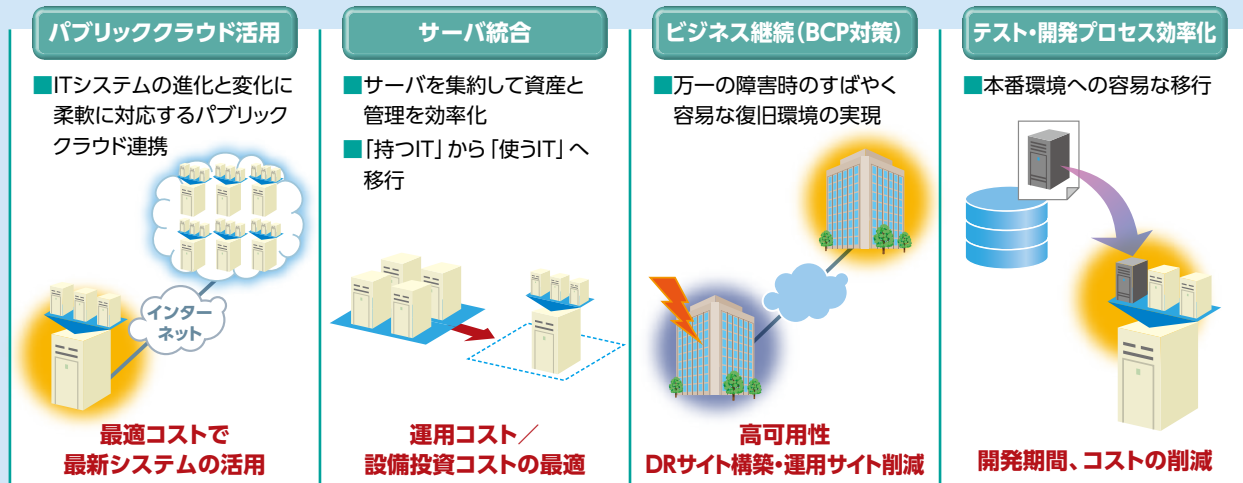 パブリッククラウド活用
■ITシステムの進化と変化に
柔軟に対応するパブリック
クラウド連携
インター
ネット
最適コストで
最新システムの活用
サーバ統合
■サーバを集約して資産と
管理を効率化
■「持つIT」から「使うIT」へ
移行
運用コスト／
設備投資コストの最適
ビジネス継続(BCP対策)
■万一の障害時のすばやく
容易な復旧環境の実現
高可用性
DRサイト構築・運用サイト削減
テスト・開発プロセス効率化
■本番環境への容易な移行
開発期間、コストの削減